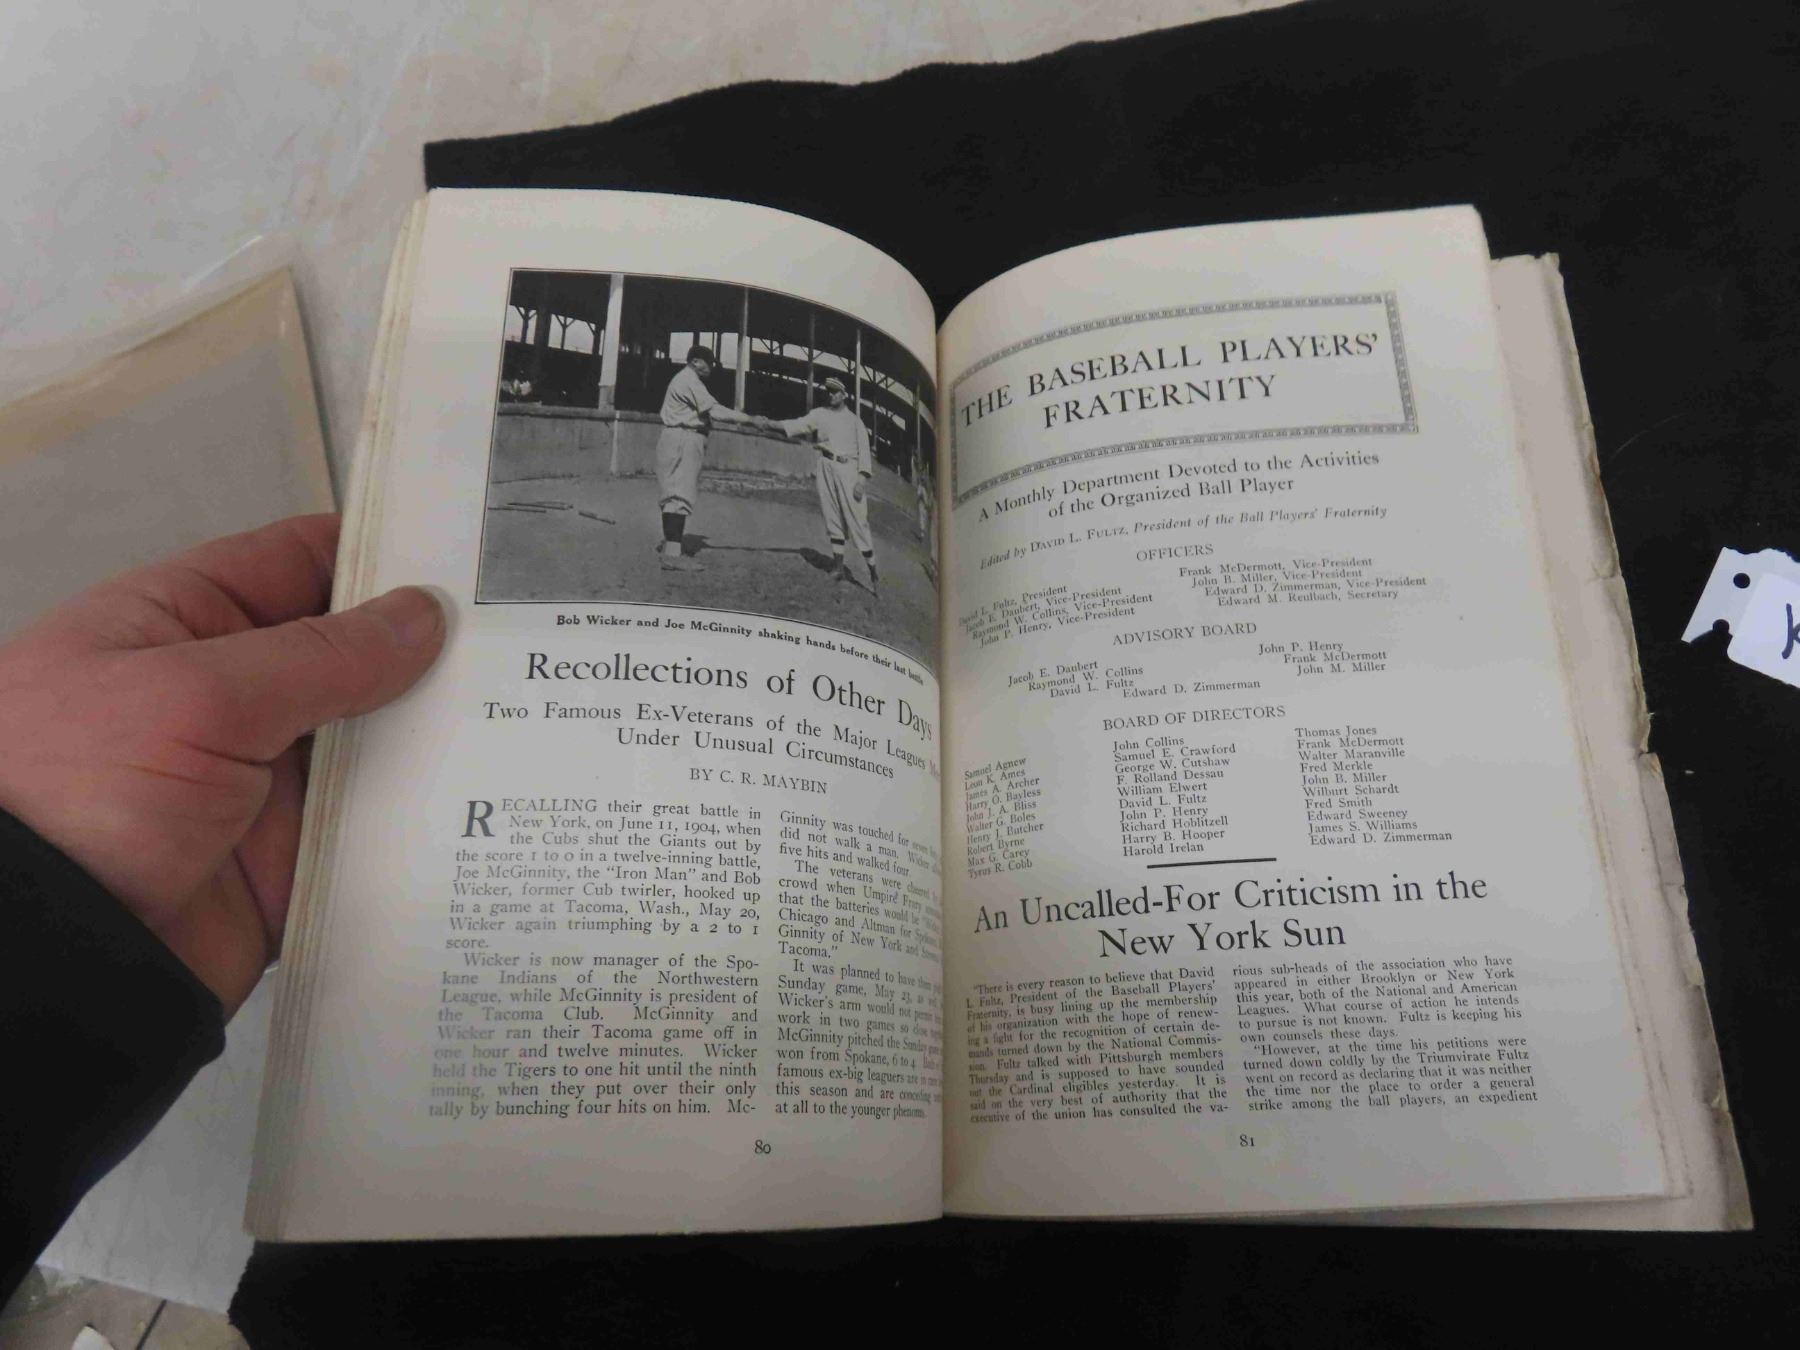 Bob Wicker and Joe McGinnity shaking hands before their last battle
Recollections of Other Days
Two Famous Ex-Veterans of the Major Leagues
Under Unusual Circumstances
BY C. R. MAYBIN
RECALLING their great battle in
New York, on June 11, 1904, when
the Cubs shut the Giants out by
the score 1 to 0 in a twelve-inning battle,
Joe McGinnity, the "Iron Man" and Bob
Wicker, former Cub twirler, hooked up
in a game at Tacoma, Wash., May 20,
Wicker again triumphing by a 2 to 1
score.
Wicker is now manager of the Spo-
kane Indians of the Northwestern
League, while McGinnity is president of
the Tacoma Club. McGinnity and
Wicker ran their Tacoma game off in
one hour and twelve minutes. Wicker
held the Tigers to one hit until the ninth
inning, when they put over their only
tally by bunching four hits on him. Mc-
Ginnity was touched for
did not walk a man. Wicker
five hits and walked four.
The veterans were cheered
crowd when Umpire
that the batteries would be
Chicago and Altman for Spokane,
Ginnity of New York and
Tacoma."
It was planned to have them
Sunday game, May 23,
Wicker's arm would not permit
work in two games so close
McGinnity pitched the Sunday
won from Spokane, 6 to 4.
famous ex-big leaguers are in
this season and are conceding
at all to the younger phenoms.
80
THE BASEBALL PLAYERS'
FRATERNITY
A Monthly Department Devoted to the Activities
of the Organized Ball Player
Edited by DAVID L. FULTZ, President of the Ball Players' Fraternity
OFFICERS
David L. Fultz, President
Jacob E. Daubert, Vice-President
Raymond W. Collins, Vice-President
John P. Henry, Vice-President
Frank McDermott, Vice-President
John B. Miller, Vice-President
Edward D. Zimmerman, Vice-President
Edward M. Reulbach, Secretary
ADVISORY BOARD
Jacob E. Daubert
Raymond W. Collins
David L. Fultz
Edward D. Zimmerman
John P. Henry
Frank McDermott
John M. Miller
BOARD OF DIRECTORS
Samuel Agnew
Leon K. Ames
James A. Archer
Harry O. Bayless
John J. A. Bliss
Walter G. Boles
Henry J. Butcher
Robert Byrne
Max G. Carey
Tyrus R. Cobb
John Collins
Samuel E. Crawford
George W. Cutshaw
F. Rolland Dessau
William Elwert
David L. Fultz
John P. Henry
Richard Hoblitzell
Harry B. Hooper
Harold Irelan
Thomas Jones
Frank McDermott
Walter Maranville
Fred Merkle
John B. Miller
Wilburt Schardt
Fred Smith
Edward Sweeney
James S. Williams
Edward D. Zimmerman
An Uncalled-For Criticism in the
New York Sun
"There is every reason to believe that David
L. Fultz, President of the Baseball Players'
Fraternity, is busy lining up the membership
of his organization with the hope of renew-
ing a fight for the recognition of certain de-
mands turned down by the National Commis-
sion. Fultz talked with Pittsburgh members
Thursday and is supposed to have sounded
out the Cardinal eligibles yesterday. It is
said on the very best of authority that the
executive of the union has consulted the va-
rious sub-heads of the association who have
appeared in either Brooklyn or New York
this year, both of the National and American
Leagues. What course of action he intends
to pursue is not known. Fultz is keeping his
own counsels these days.
"However, at the time his petitions were
turned down coldly by the Triumvirate Fultz
went on record as declaring that it was neither
the time nor the place to order a general
strike among the ball players, an expedient
81